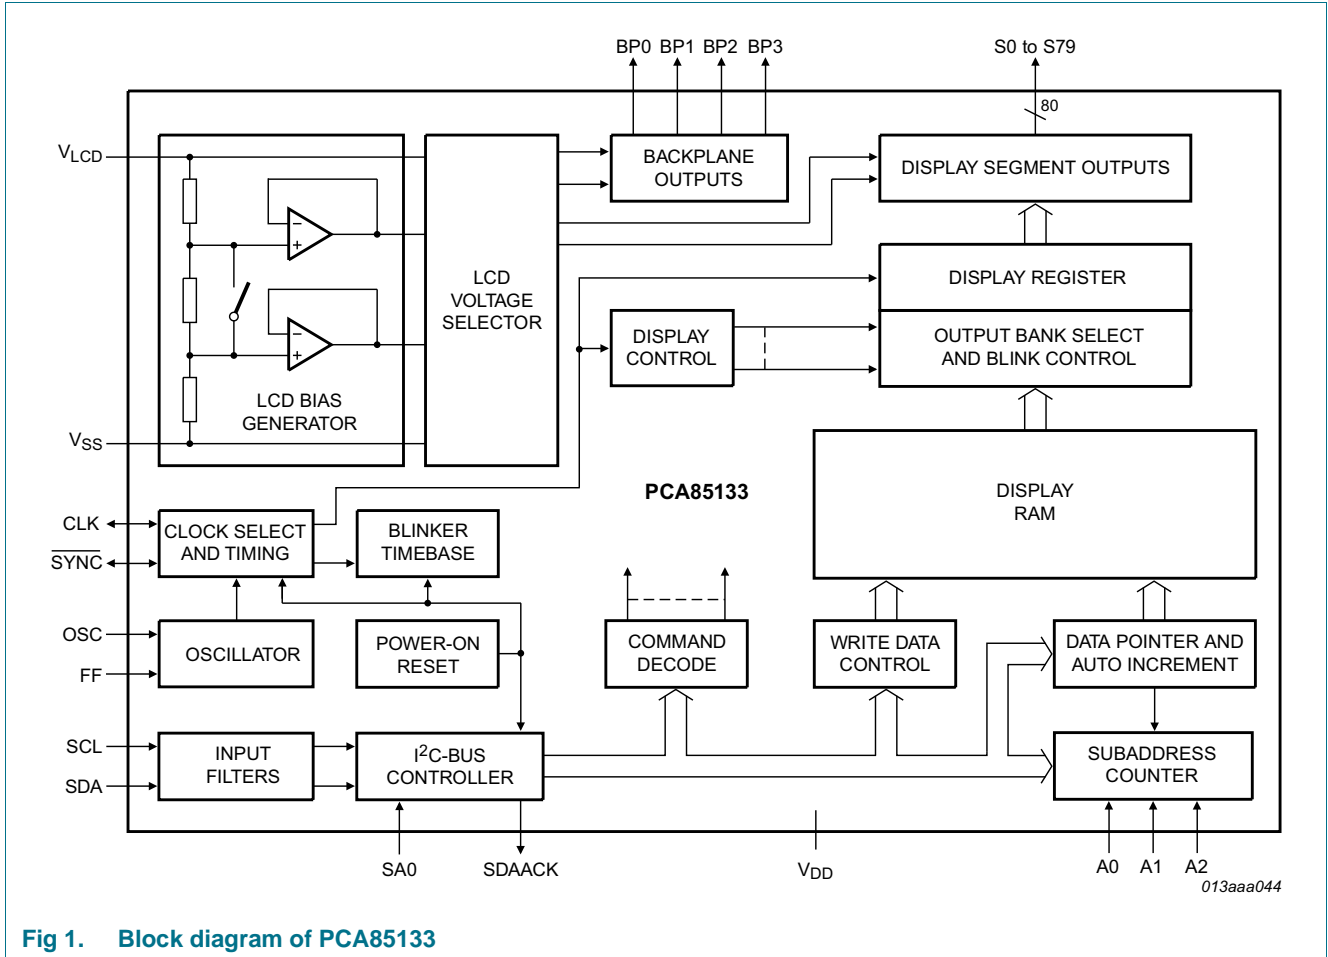 BP0 BP1 BP2 BP3
S0 to S79
80
VLCD
BACKPLANE
OUTPUTS
DISPLAY SEGMENT OUTPUTS
−
+
LCD
VOLTAGE
SELECTOR
DISPLAY REGISTER
−
+
DISPLAY
CONTROL
OUTPUT BANK SELECT
AND BLINK CONTROL
LCD BIAS
GENERATOR
VSS
PCA85133
DISPLAY
RAM
CLK
SYNC
CLOCK SELECT
AND TIMING
BLINKER
TIMEBASE
OSC
FF
OSCILLATOR
POWER-ON
RESET
COMMAND
DECODE
WRITE DATA
CONTROL
DATA POINTER AND
AUTO INCREMENT
SCL
SDA
INPUT
FILTERS
I2C-BUS
CONTROLLER
SUBADDRESS
COUNTER
SA0
SDAACK
VDD
A0 A1 A2
013aaa044
Fig 1. Block diagram of PCA85133